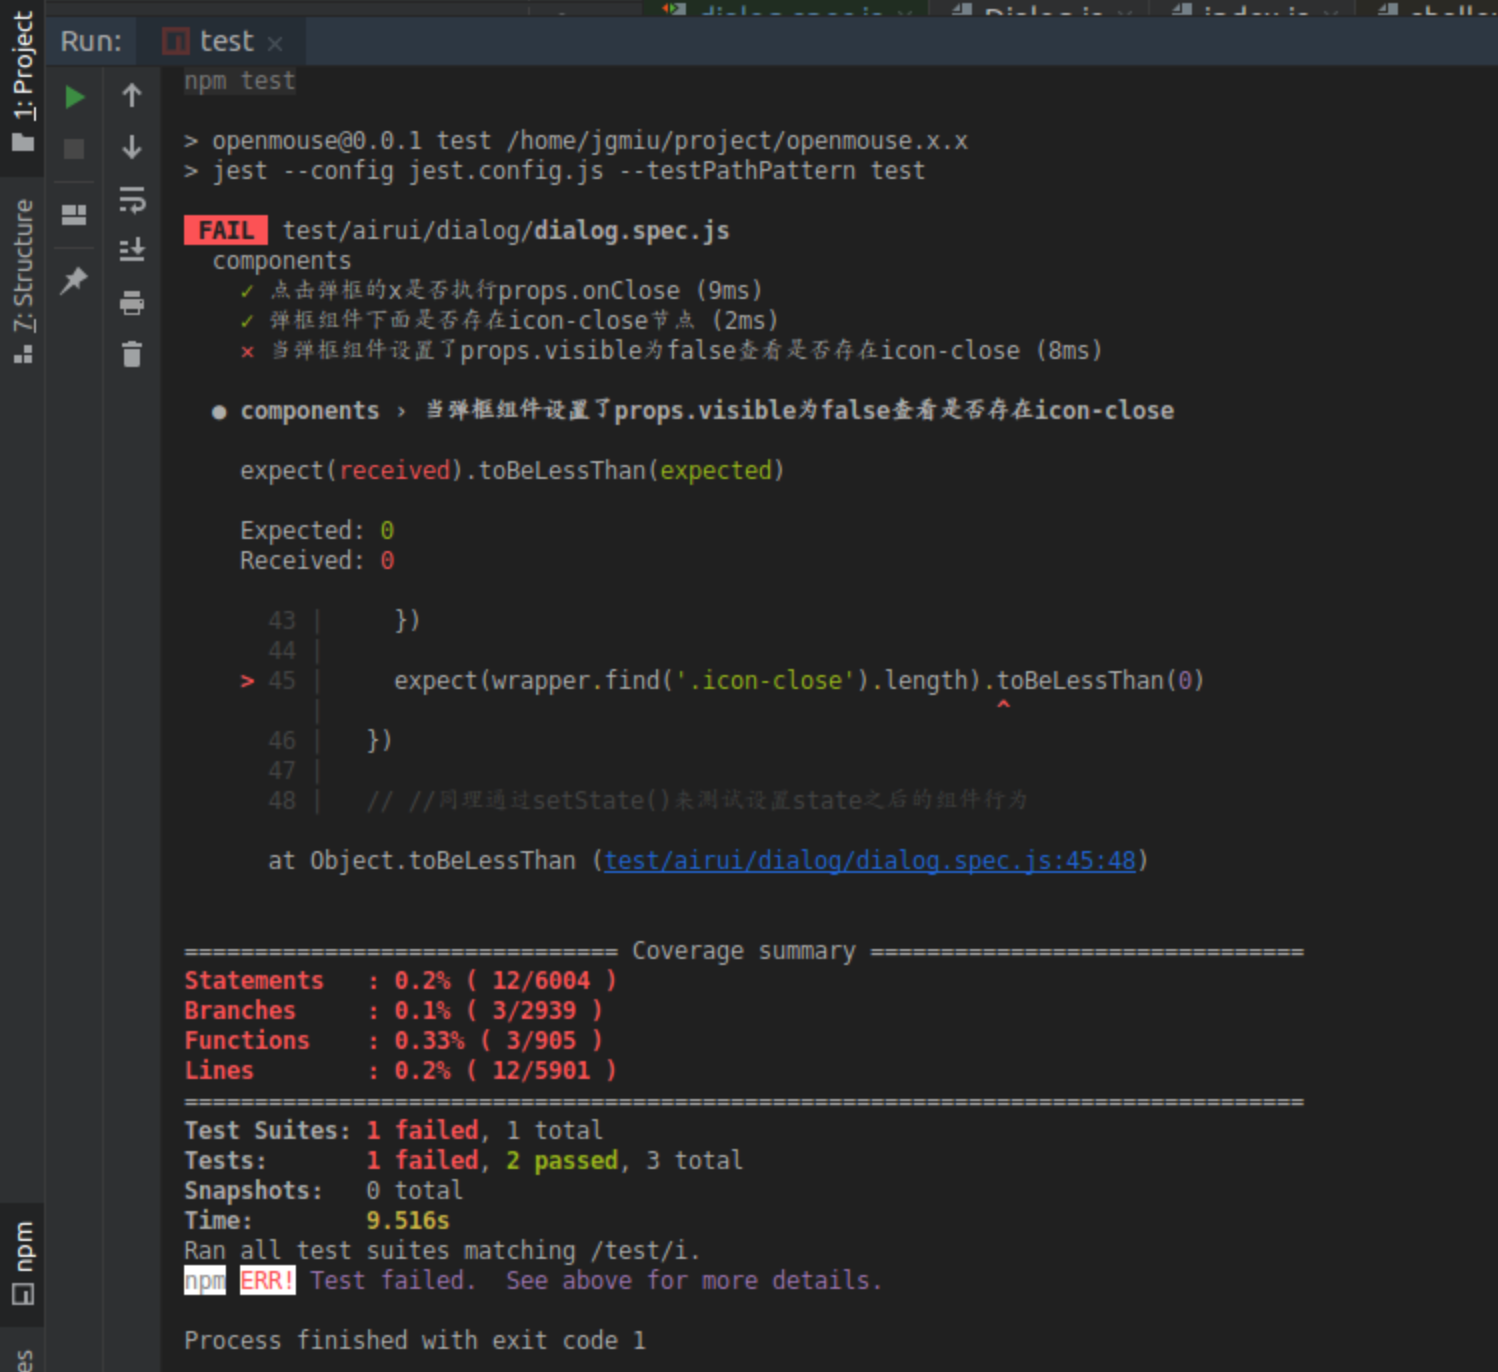 1: Project
7: Structure
npm
es
Run: test
npm test
> openmouse@0.0.1 test /home/jgmiu/project/openmouse.x.x
> jest --config jest.config.js --testPathPattern test
FAIL test/airui/dialog/dialog.spec.js
components
✓ 点击弹框的x是否执行props.onClose (9ms)
✓ 弹框组件下面是否存在icon-close节点 (2ms)
✕ 当弹框组件设置了props.visible为false查看是否存在icon-close (8ms)
● components › 当弹框组件设置了props.visible为false查看是否存在icon-close
expect(received).toBeLessThan(expected)
Expected: 0
Received: 0
43 | })
44 |
> 45 | expect(wrapper.find('.icon-close').length).toBeLessThan(0)
| ^
46 | })
47 |
48 | // //同理通过setState()来测试设置state之后的组件行为
at Object.toBeLessThan (test/airui/dialog/dialog.spec.js:45:48)
=============================== Coverage summary ===============================
Statements : 0.2% ( 12/6004 )
Branches : 0.1% ( 3/2939 )
Functions : 0.33% ( 3/905 )
Lines : 0.2% ( 12/5901 )
================================================================================
Test Suites: 1 failed, 1 total
Tests: 1 failed, 2 passed, 3 total
Snapshots: 0 total
Time: 9.516s
Ran all test suites matching /test/i.
npm ERR! Test failed. See above for more details.
Process finished with exit code 1